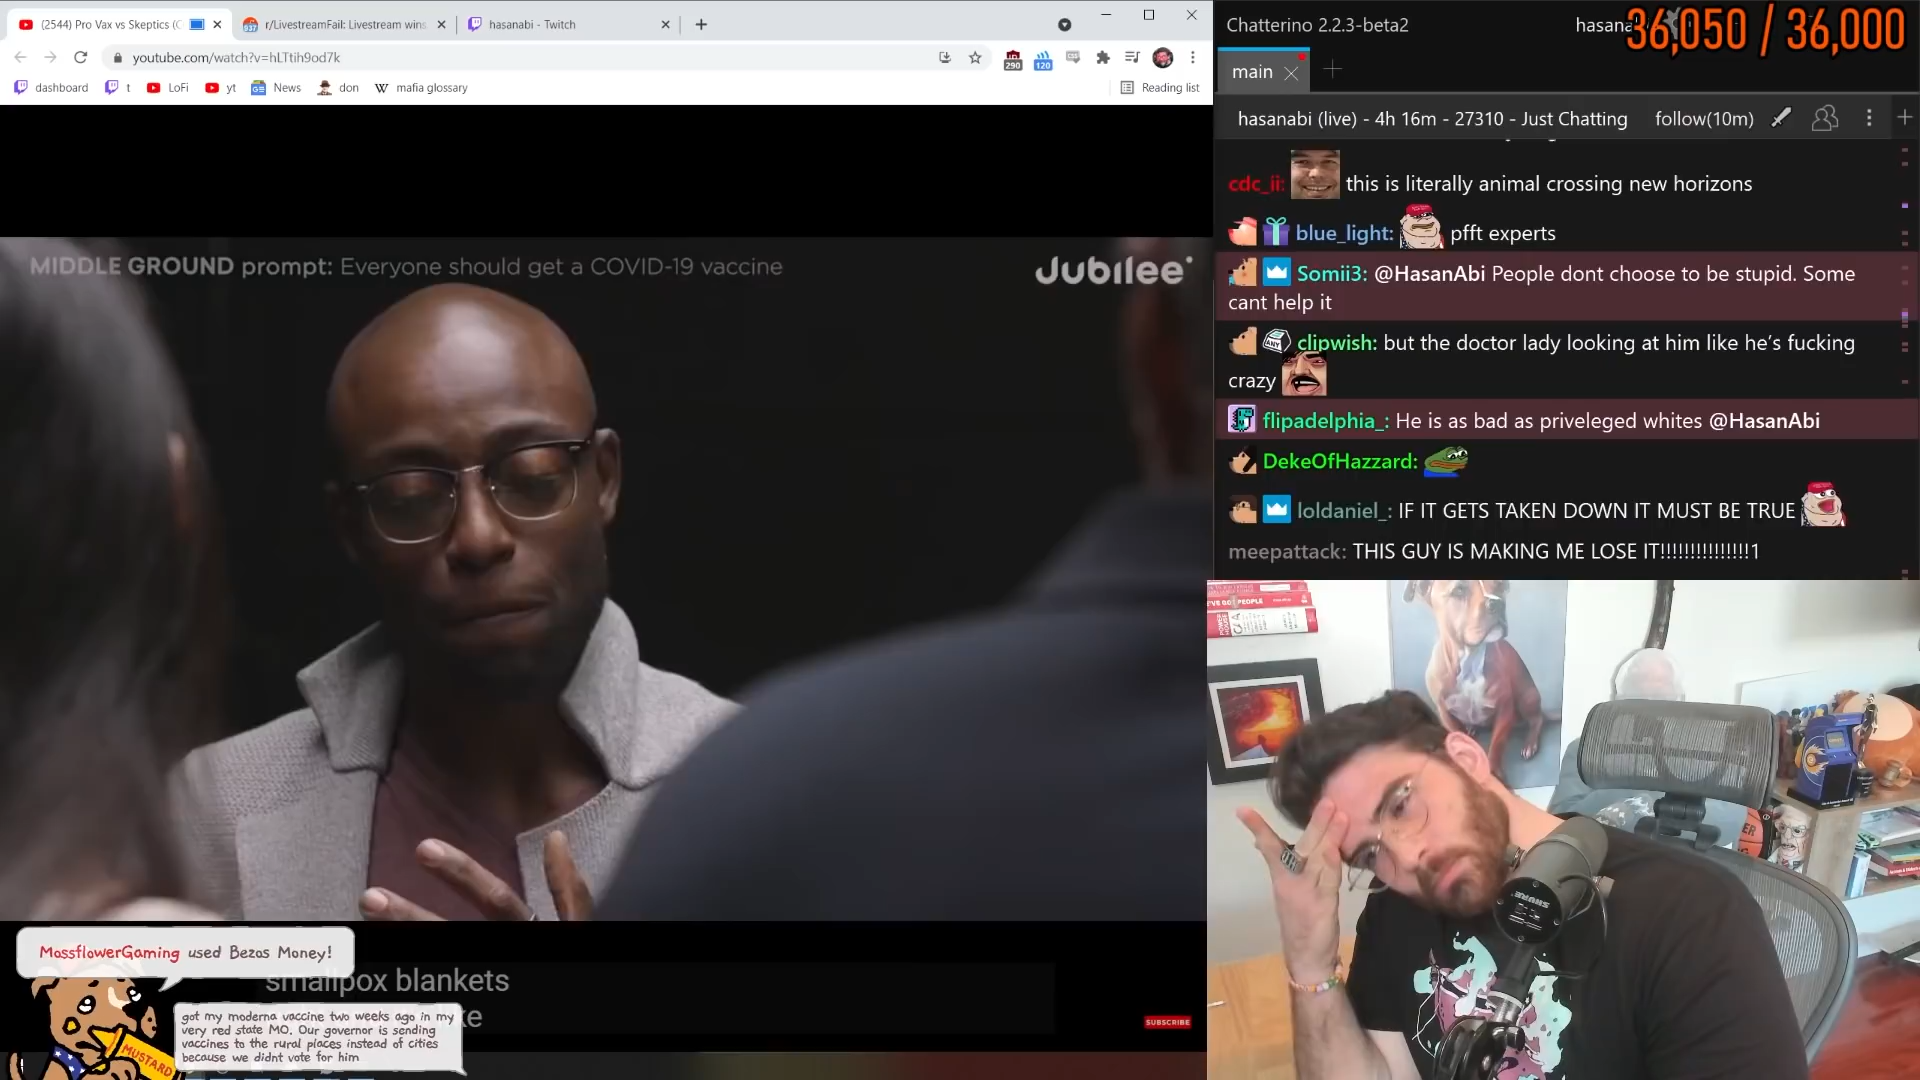 (2544) Pro Vax vs Skeptics (C
r/LivestreamFail: Livestream wins
hasanabi - Twitch
youtube.com/watch?v=hLTtih9od7k
290
120
dashboard
t
LoFi
yt
News
don
W
mafia glossary
Reading list
MIDDLE GROUND prompt: Everyone should get a COVID-19 vaccine
Jubilee
smallpox blankets
SUBSCRIBE
MossflowerGaming used Bezos Money!
got my moderna vaccine two weeks ago in my
very red state MO. Our governor is sending
vaccines to the rural places instead of cities
because we didnt vote for him
MUSTARD
Chatterino 2.2.3-beta2
36,050 / 36,000
main
hasanabi (live) - 4h 16m - 27310 - Just Chatting
follow(10m)
cdc_ii: this is literally animal crossing new horizons
blue_light: pfft experts
Somii3: @HasanAbi People dont choose to be stupid. Some
cant help it
clipwish: but the doctor lady looking at him like he’s fucking
crazy
flipadelphia_: He is as bad as priveleged whites @HasanAbi
DekeOfHazzard:
loldaniel_: IF IT GETS TAKEN DOWN IT MUST BE TRUE
meepattack: THIS GUY IS MAKING ME LOSE IT!!!!!!!!!!!!!!!1
SHURE